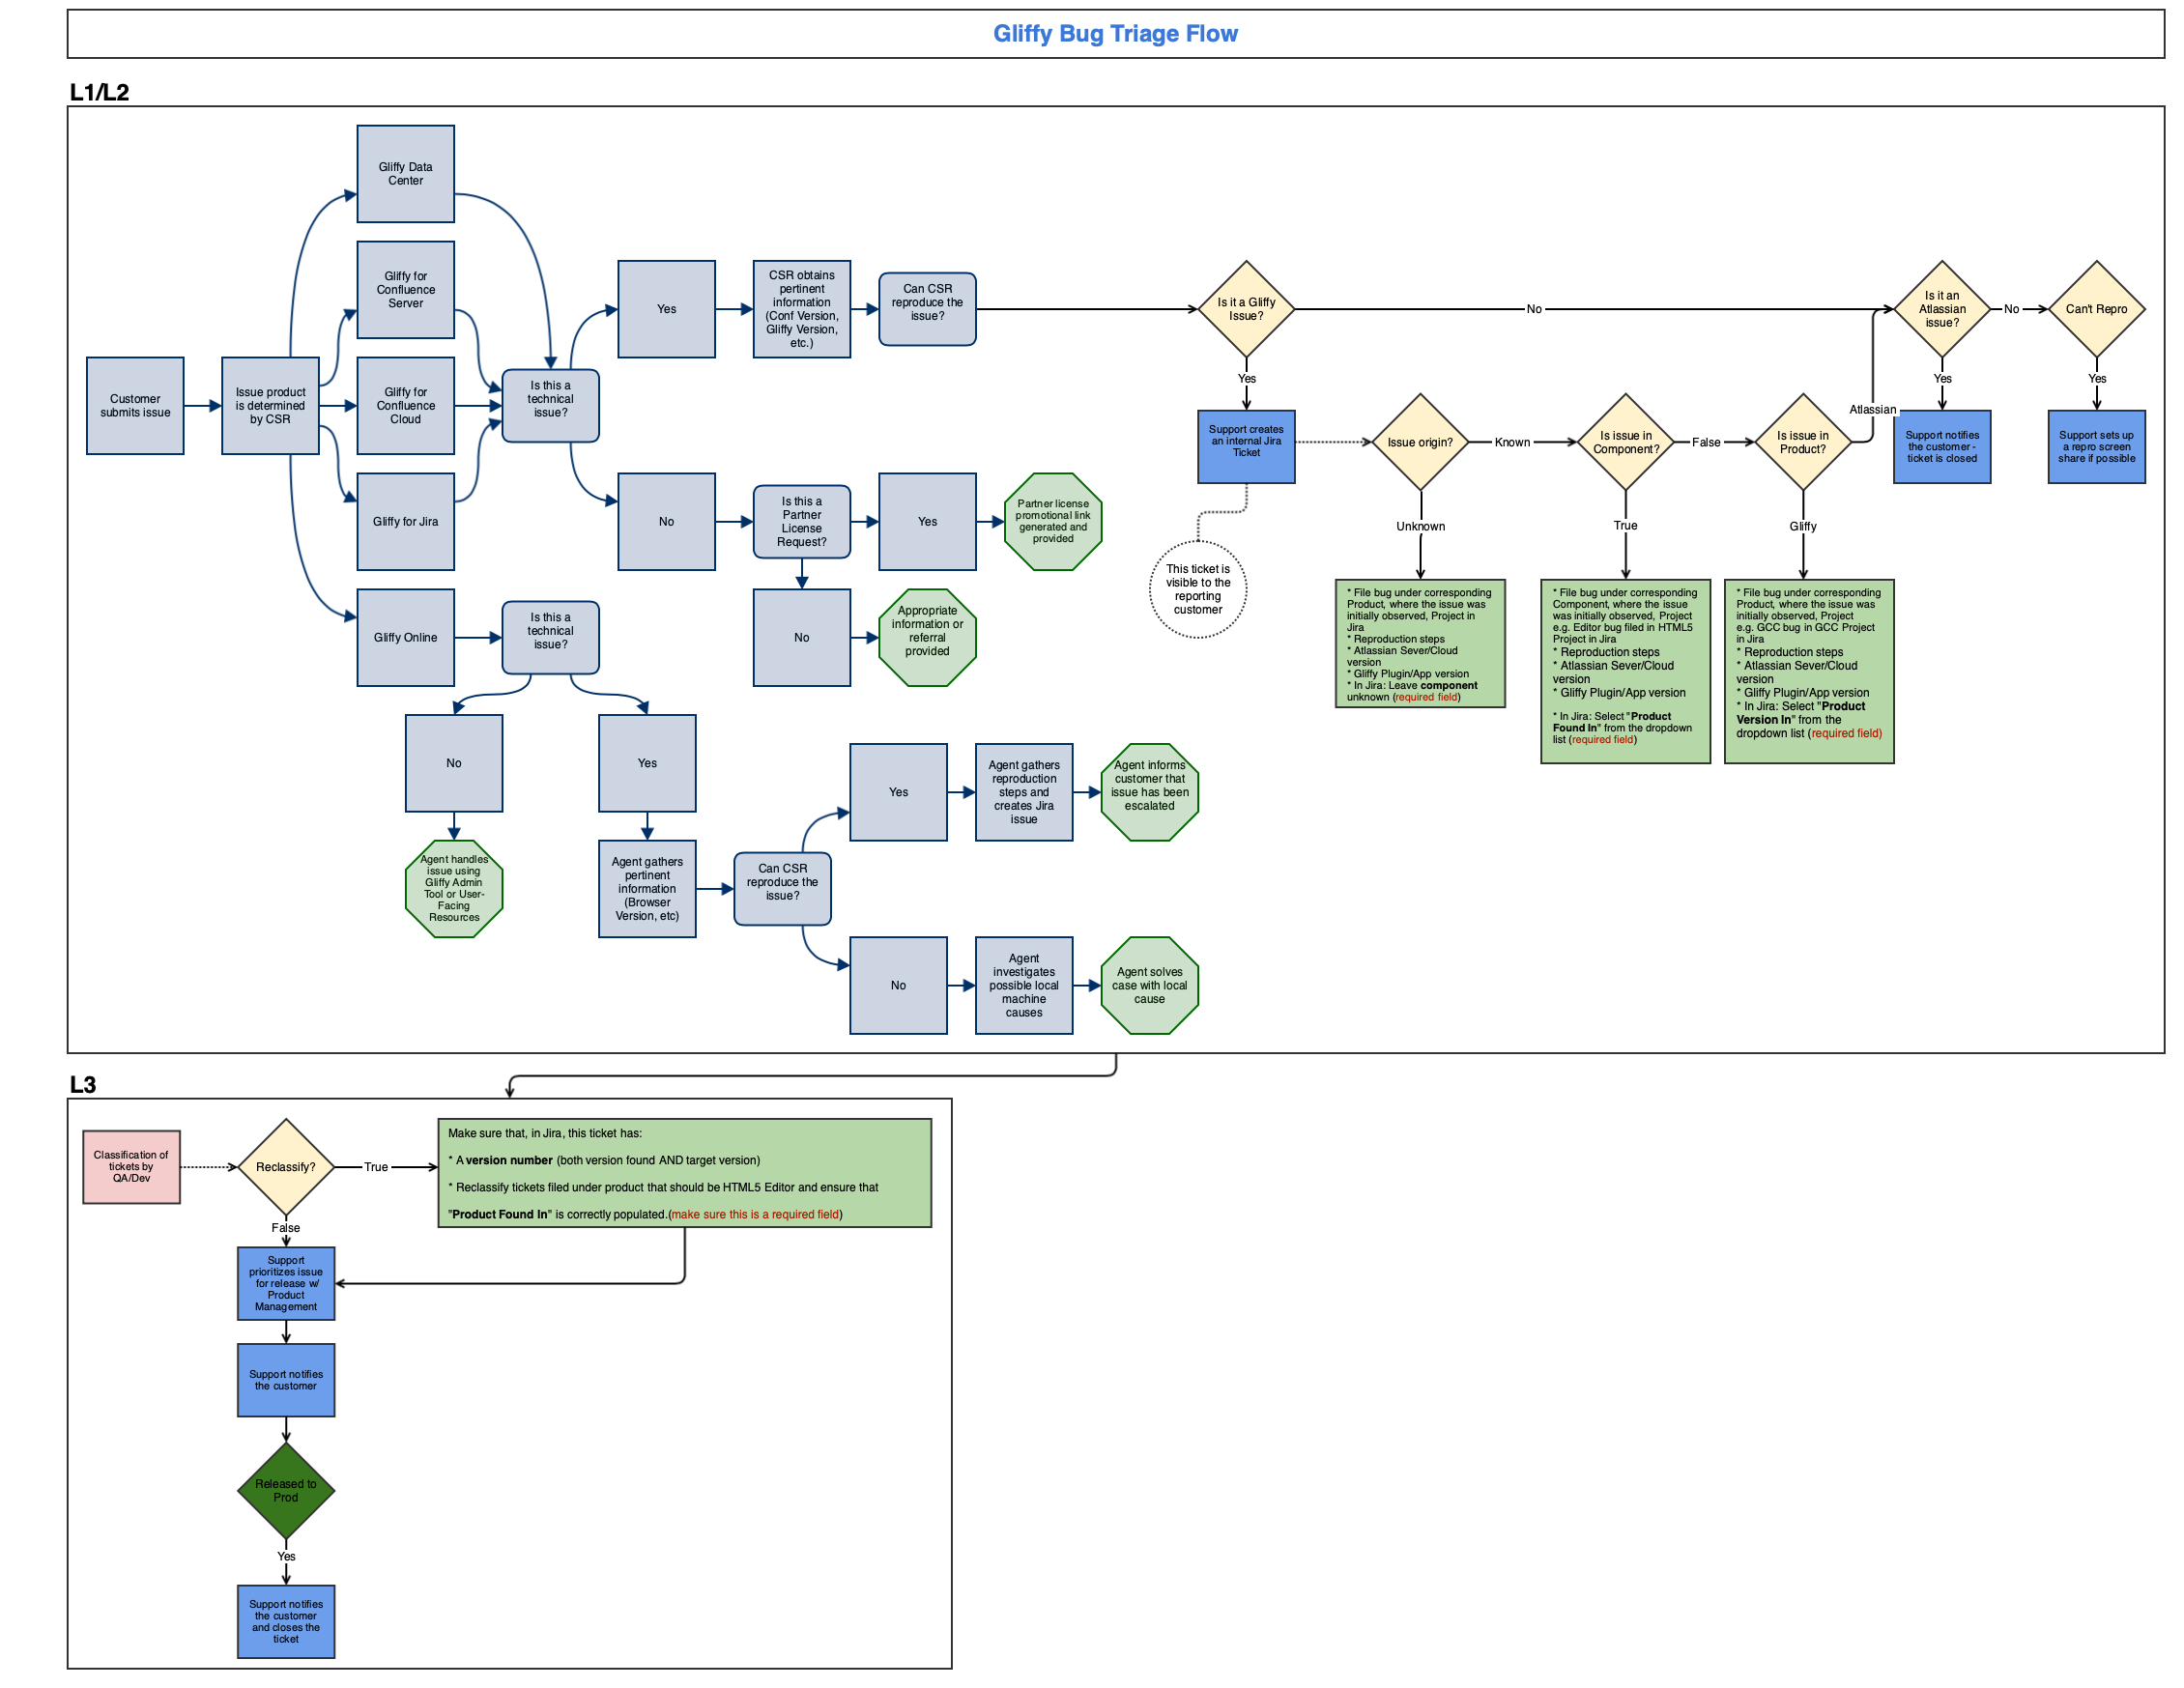 Gliffy Bug Triage Flow
L1/L2
Gliffy Data
Center
Gliffy for
Confluence
Server
Gliffy for
Confluence
Cloud
Gliffy for Jira
Gliffy Online
Customer
submits issue
Issue product
is determined
by CSR
Is this a
technical
issue?
Yes
CSR obtains
pertinent
information
(Conf Version,
Gliffy Version,
etc.)
Can CSR
reproduce the
issue?
No
Is this a
Partner
License
Request?
Yes
Partner license
promotional link
generated and
provided
No
Appropriate
information or
referral
provided
Is this a
technical
issue?
No
Yes
Agent handles
issue using
Gliffy Admin
Tool or User-
Facing
Resources
Agent gathers
pertinent
information
(Browser
Version, etc)
Can CSR
reproduce the
issue?
Yes
Agent gathers
reproduction
steps and
creates Jira
issue
Agent informs
customer that
issue has been
escalated
No
Agent
investigates
possible local
machine
causes
Agent solves
case with local
cause
Is it a Gliffy
Issue?
No
Is it an
Atlassian
issue?
No
Can't Repro
Yes
Yes
Yes
Support creates
an internal Jira
Ticket
Issue origin?
Known
Is issue in
Component?
False
Is issue in
Product?
Atlassian
Support notifies
the customer -
ticket is closed
Support sets up
a repro screen
share if possible
Unknown
True
Gliffy
This ticket is
visible to the
reporting
customer
* File bug under corresponding
Product, where the issue was
initially observed, Project in
Jira
* Reproduction steps
* Atlassian Sever/Cloud
version
* Gliffy Plugin/App version
* In Jira: Leave component
unknown (required field)
* File bug under corresponding
Component, where the issue
was initially observed, Project
e.g. Editor bug filed in HTML5
Project in Jira
* Reproduction steps
* Atlassian Sever/Cloud
version
* Gliffy Plugin/App version
* In Jira: Select "Product
Found In" from the dropdown
list (required field)
* File bug under corresponding
Product, where the issue was
initially observed, Project
e.g. GCC bug in GCC Project
in Jira
* Reproduction steps
* Atlassian Sever/Cloud
version
* Gliffy Plugin/App version
* In Jira: Select "Product
Version In" from the
dropdown list (required field)
L3
Classification of
tickets by
QA/Dev
Reclassify?
True
Make sure that, in Jira, this ticket has:
* A version number (both version found AND target version)
* Reclassify tickets filed under product that should be HTML5 Editor and ensure that
"Product Found In" is correctly populated.(make sure this is a required field)
False
Support
prioritizes issue
for release w/
Product
Management
Support notifies
the customer
Released to
Prod
Yes
Support notifies
the customer
and closes the
ticket